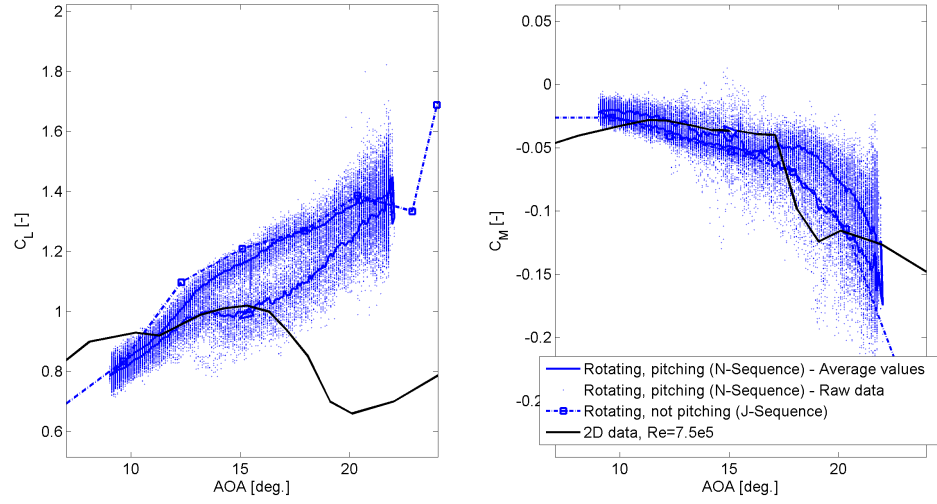 2
1.8
1.6
1.4
1.2
1
0.8
0.6
C_L [-]
10 15 20
AOA [deg.]
0.05
0
-0.05
-0.1
-0.15
-0.2
C_M [-]
10 15 20
AOA [deg.]
Rotating, pitching (N-Sequence) - Average values
Rotating, pitching (N-Sequence) - Raw data
Rotating, not pitching (J-Sequence)
2D data, Re=7.5e5